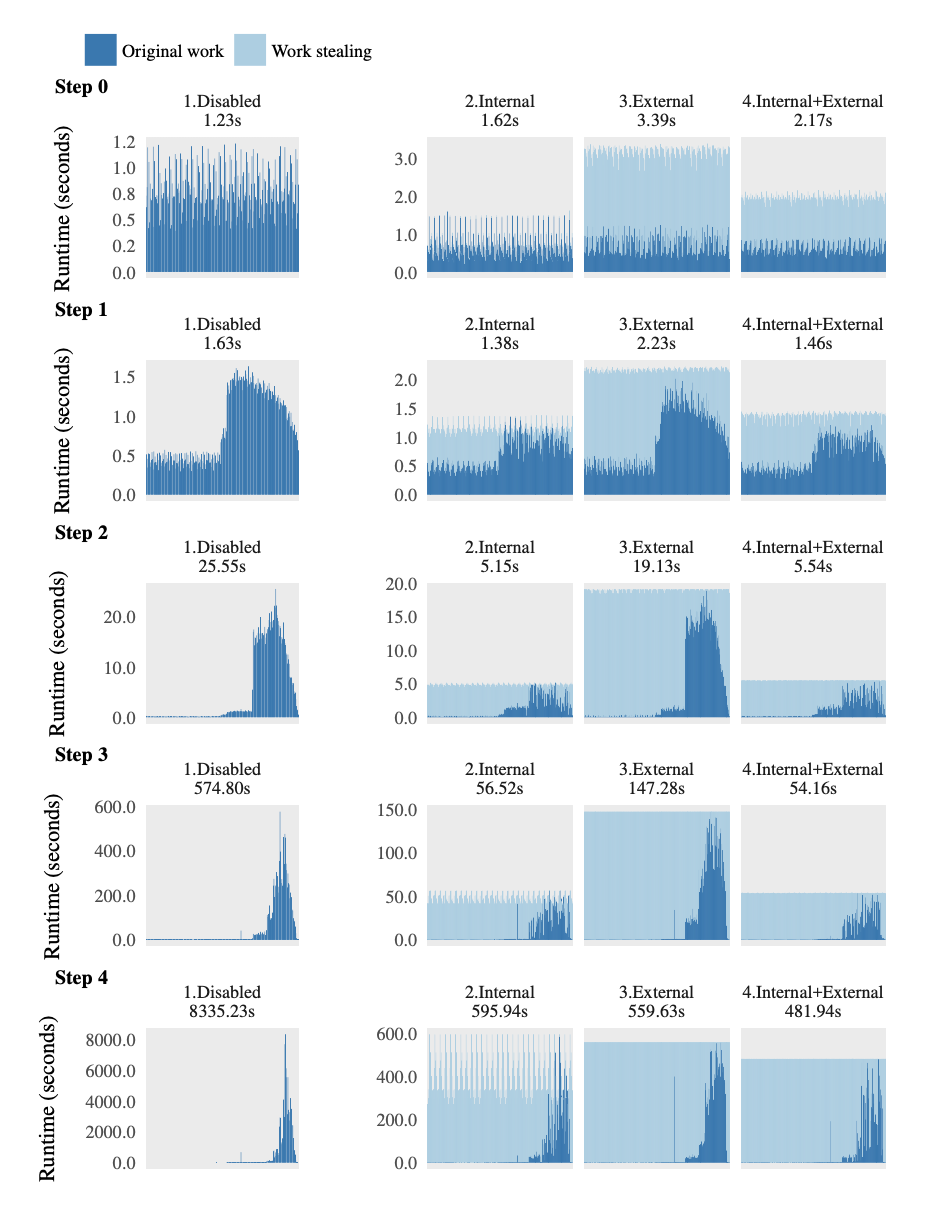 Original work Work stealing
Step 0
1.Disabled 2.Internal 3.External 4.Internal+External
1.23s 1.62s 3.39s 2.17s
Runtime (seconds)
1.2
1.0
0.8
0.5
0.2
0.0
3.0
2.0
1.0
0.0
Step 1
1.Disabled 2.Internal 3.External 4.Internal+External
1.63s 1.38s 2.23s 1.46s
Runtime (seconds)
1.5
1.0
0.5
0.0
2.0
1.5
1.0
0.5
0.0
Step 2
1.Disabled 2.Internal 3.External 4.Internal+External
25.55s 5.15s 19.13s 5.54s
Runtime (seconds)
20.0
10.0
0.0
20.0
15.0
10.0
5.0
0.0
Step 3
1.Disabled 2.Internal 3.External 4.Internal+External
574.80s 56.52s 147.28s 54.16s
Runtime (seconds)
600.0
400.0
200.0
0.0
150.0
100.0
50.0
0.0
Step 4
1.Disabled 2.Internal 3.External 4.Internal+External
8335.23s 595.94s 559.63s 481.94s
Runtime (seconds)
8000.0
6000.0
4000.0
2000.0
0.0
600.0
400.0
200.0
0.0